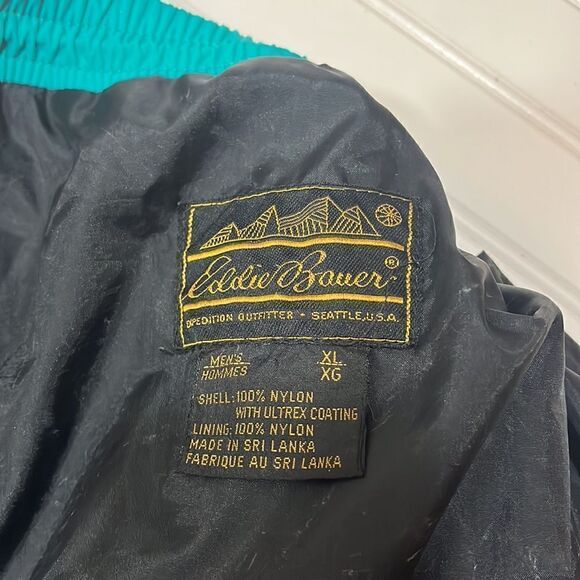 Eddie Bauer®
EXPEDITION OUTFITTER - SEATTLE, U.S.A.
MEN'S XL
HOMMES XG
SHELL: 100% NYLON
WITH ULTREX COATING
LINING: 100% NYLON
MADE IN SRI LANKA
FABRIQUE AU SRI LANKA